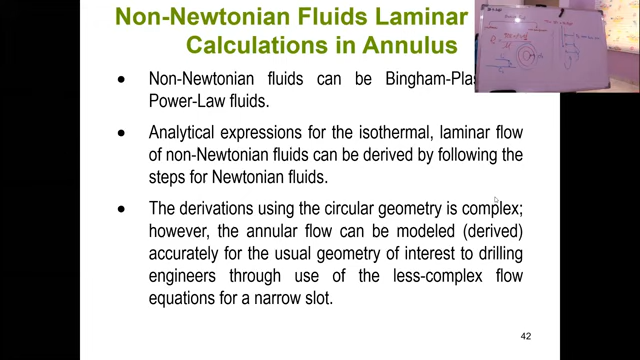 Non-Newtonian Fluids Laminar
Calculations in Annulus
• Non-Newtonian fluids can be Bingham-Plas
Power-Law fluids.
• Analytical expressions for the isothermal, laminar flow
of non-Newtonian fluids can be derived by following the
steps for Newtonian fluids.
• The derivations using the circular geometry is complex;
however, the annular flow can be modeled (derived)
accurately for the usual geometry of interest to drilling
engineers through use of the less-complex flow
equations for a narrow slot.
42